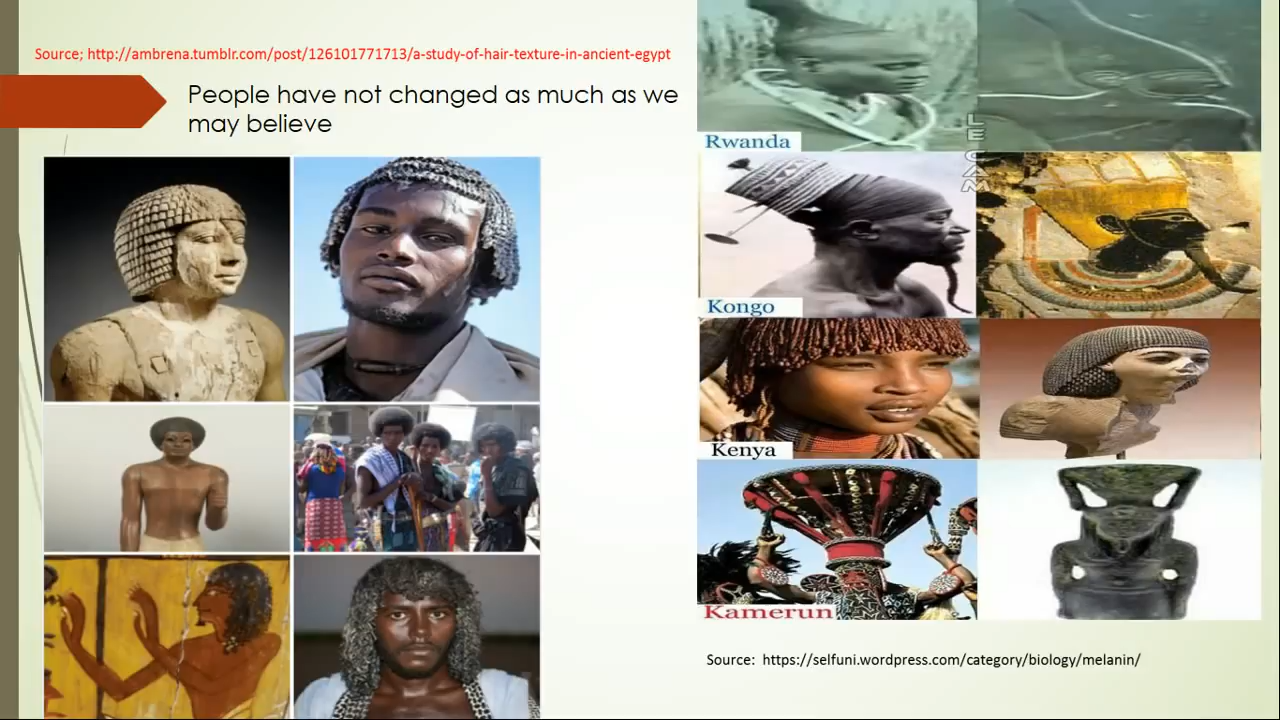 Source; http://ambrena.tumblr.com/post/126101771713/a-study-of-hair-texture-in-ancient-egypt
People have not changed as much as we
may believe
Rwanda
Kongo
Kenya
Kamerun
Source:  https://selfuni.wordpress.com/category/biology/melanin/